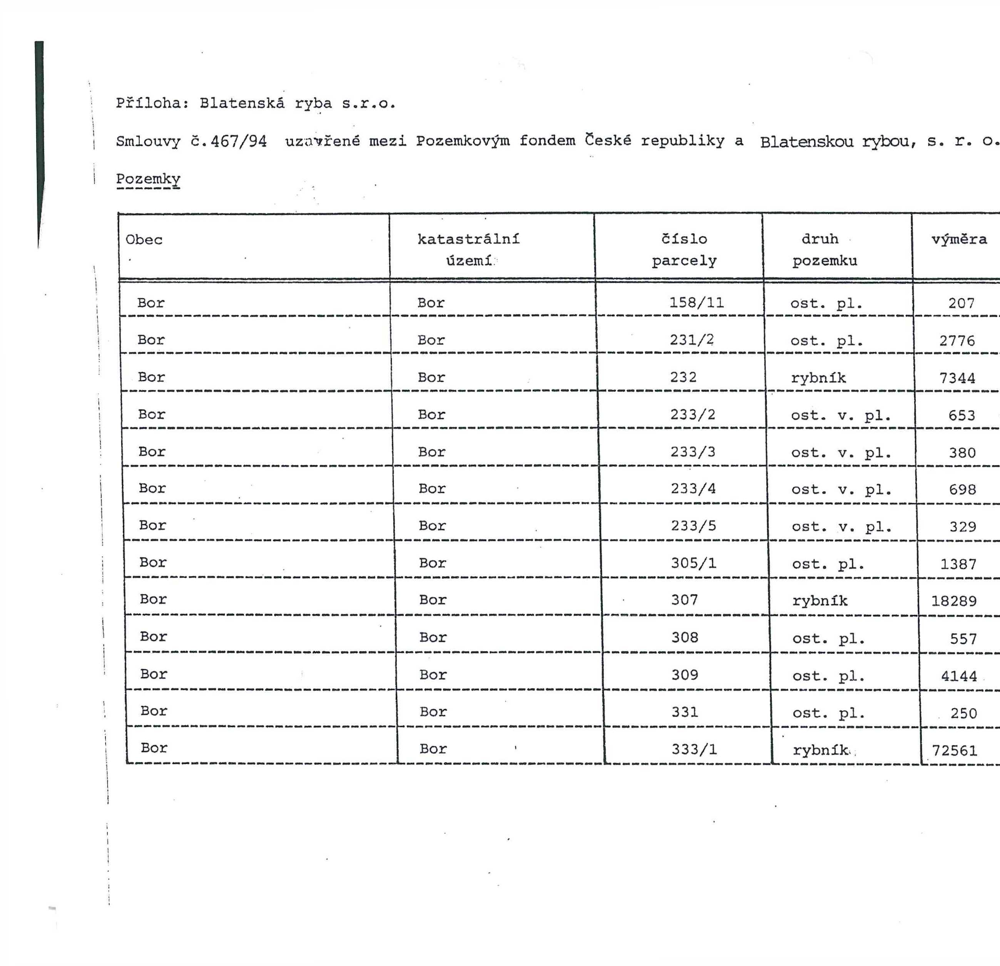 Příloha: Blatenská ryba s.r.o.
Smlouvy č.467/94 uzavřené mezi Pozemkovým fondem České republiky a Blatenskou rybou, s. r. o.
Pozemky
Obec katastrální území číslo parcely druh pozemku výměra
Bor Bor 158/11 ost. pl. 207
Bor Bor 231/2 ost. pl. 2776
Bor Bor 232 rybník 7344
Bor Bor 233/2 ost. v. pl. 653
Bor Bor 233/3 ost. v. pl. 380
Bor Bor 233/4 ost. v. pl. 698
Bor Bor 233/5 ost. v. pl. 329
Bor Bor 305/1 ost. pl. 1387
Bor Bor 307 rybník 18289
Bor Bor 308 ost. pl. 557
Bor Bor 309 ost. pl. 4144
Bor Bor 331 ost. pl. 250
Bor Bor 333/1 rybník 72561